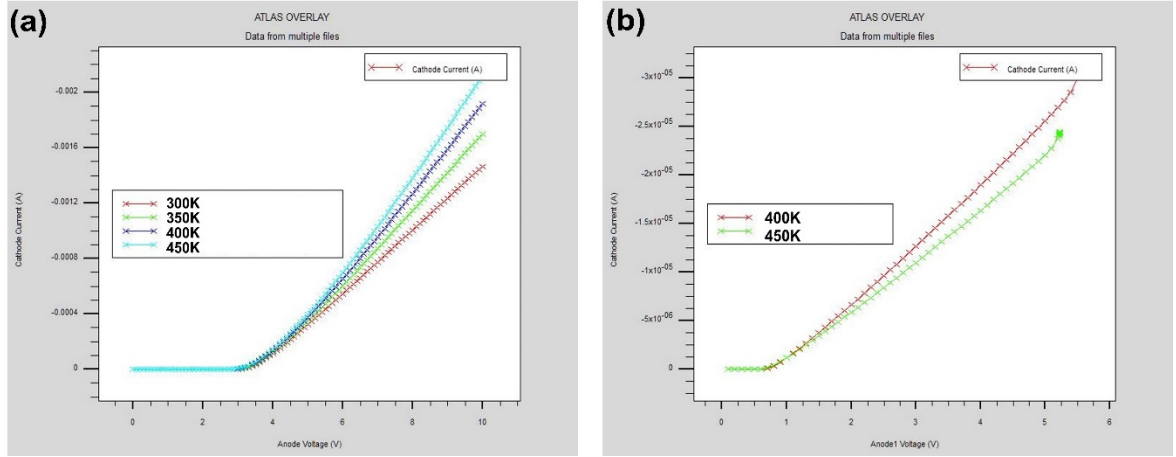 (a)
ATLAS OVERLAY
Data from multiple files
Cathode Current (A)
-0.002
-0.0016
-0.0012
-0.0008
-0.0004
0
Cathode Current (A)
300K
350K
400K
450K
0
2
4
6
8
10
Anode Voltage (V)
(b)
ATLAS OVERLAY
Data from multiple files
Cathode Current (A)
-3x10-05
-2.5x10-05
-2x10-05
-1.5x10-05
-1x10-05
-5x10-06
0
Cathode Current (A)
400K
450K
0
1
2
3
4
5
6
Anode1 Voltage (V)